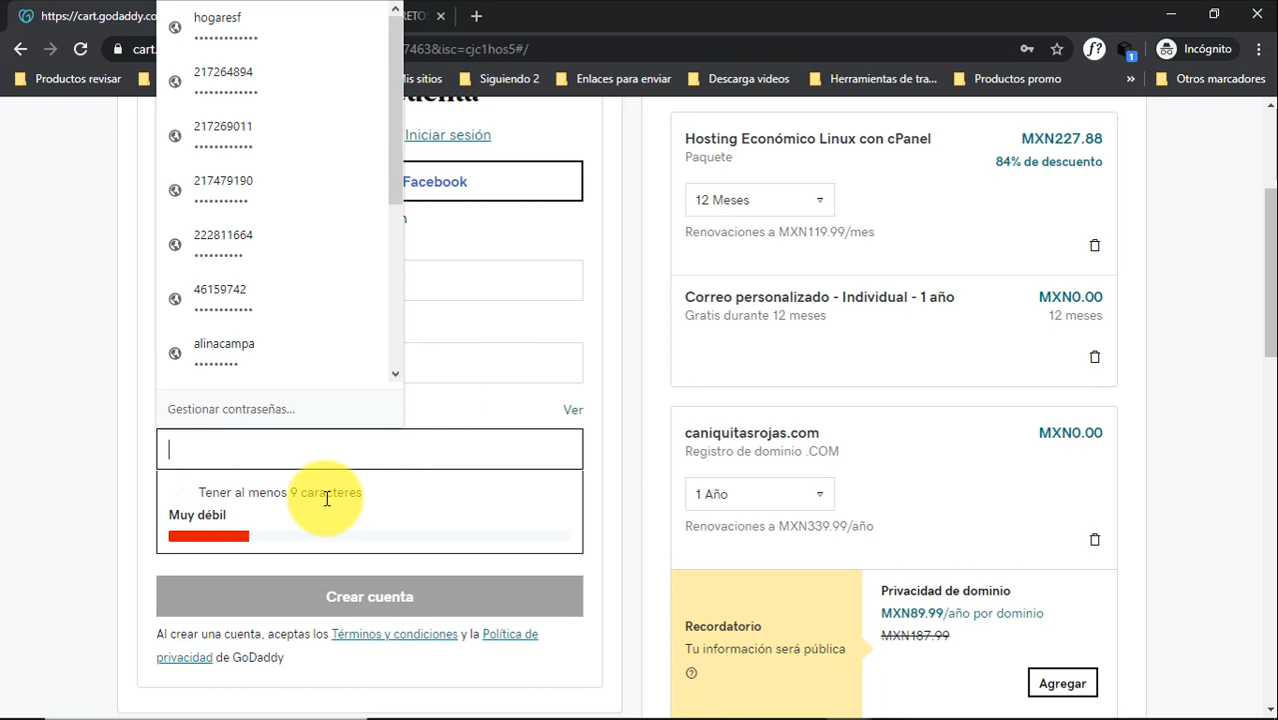 https://cart.godaddy.co
cart.
7463&isc=cjc1hos5#/
Incógnito
Productos revisar
Mis sitios
Siguiendo 2
Enlaces para enviar
Descarga videos
Herramientas de tra...
Productos promo
»
Otros marcadores
hogaresf
•••••••••••••
217264894
•••••••••••••
217269011
••••••••••••
217479190
•••••••••••
222811664
••••••••••
46159742
••••••••••••
alinacampa
•••••••••
Gestionar contraseñas...
Iniciar sesión
Facebook
Ver
Tener al menos 9 caracteres
Muy débil
Crear cuenta
Al crear una cuenta, aceptas los Términos y condiciones y la Política de
privacidad de GoDaddy
Hosting Económico Linux con cPanel
MXN227.88
Paquete
84% de descuento
12 Meses
Renovaciones a MXN119.99/mes
Correo personalizado - Individual - 1 año
MXN0.00
Gratis durante 12 meses
12 meses
caniquitasrojas.com
MXN0.00
Registro de dominio .COM
1 Año
Renovaciones a MXN339.99/año
Recordatorio
Tu información será pública
Privacidad de dominio
MXN89.99/año por dominio
MXN187.99
Agregar